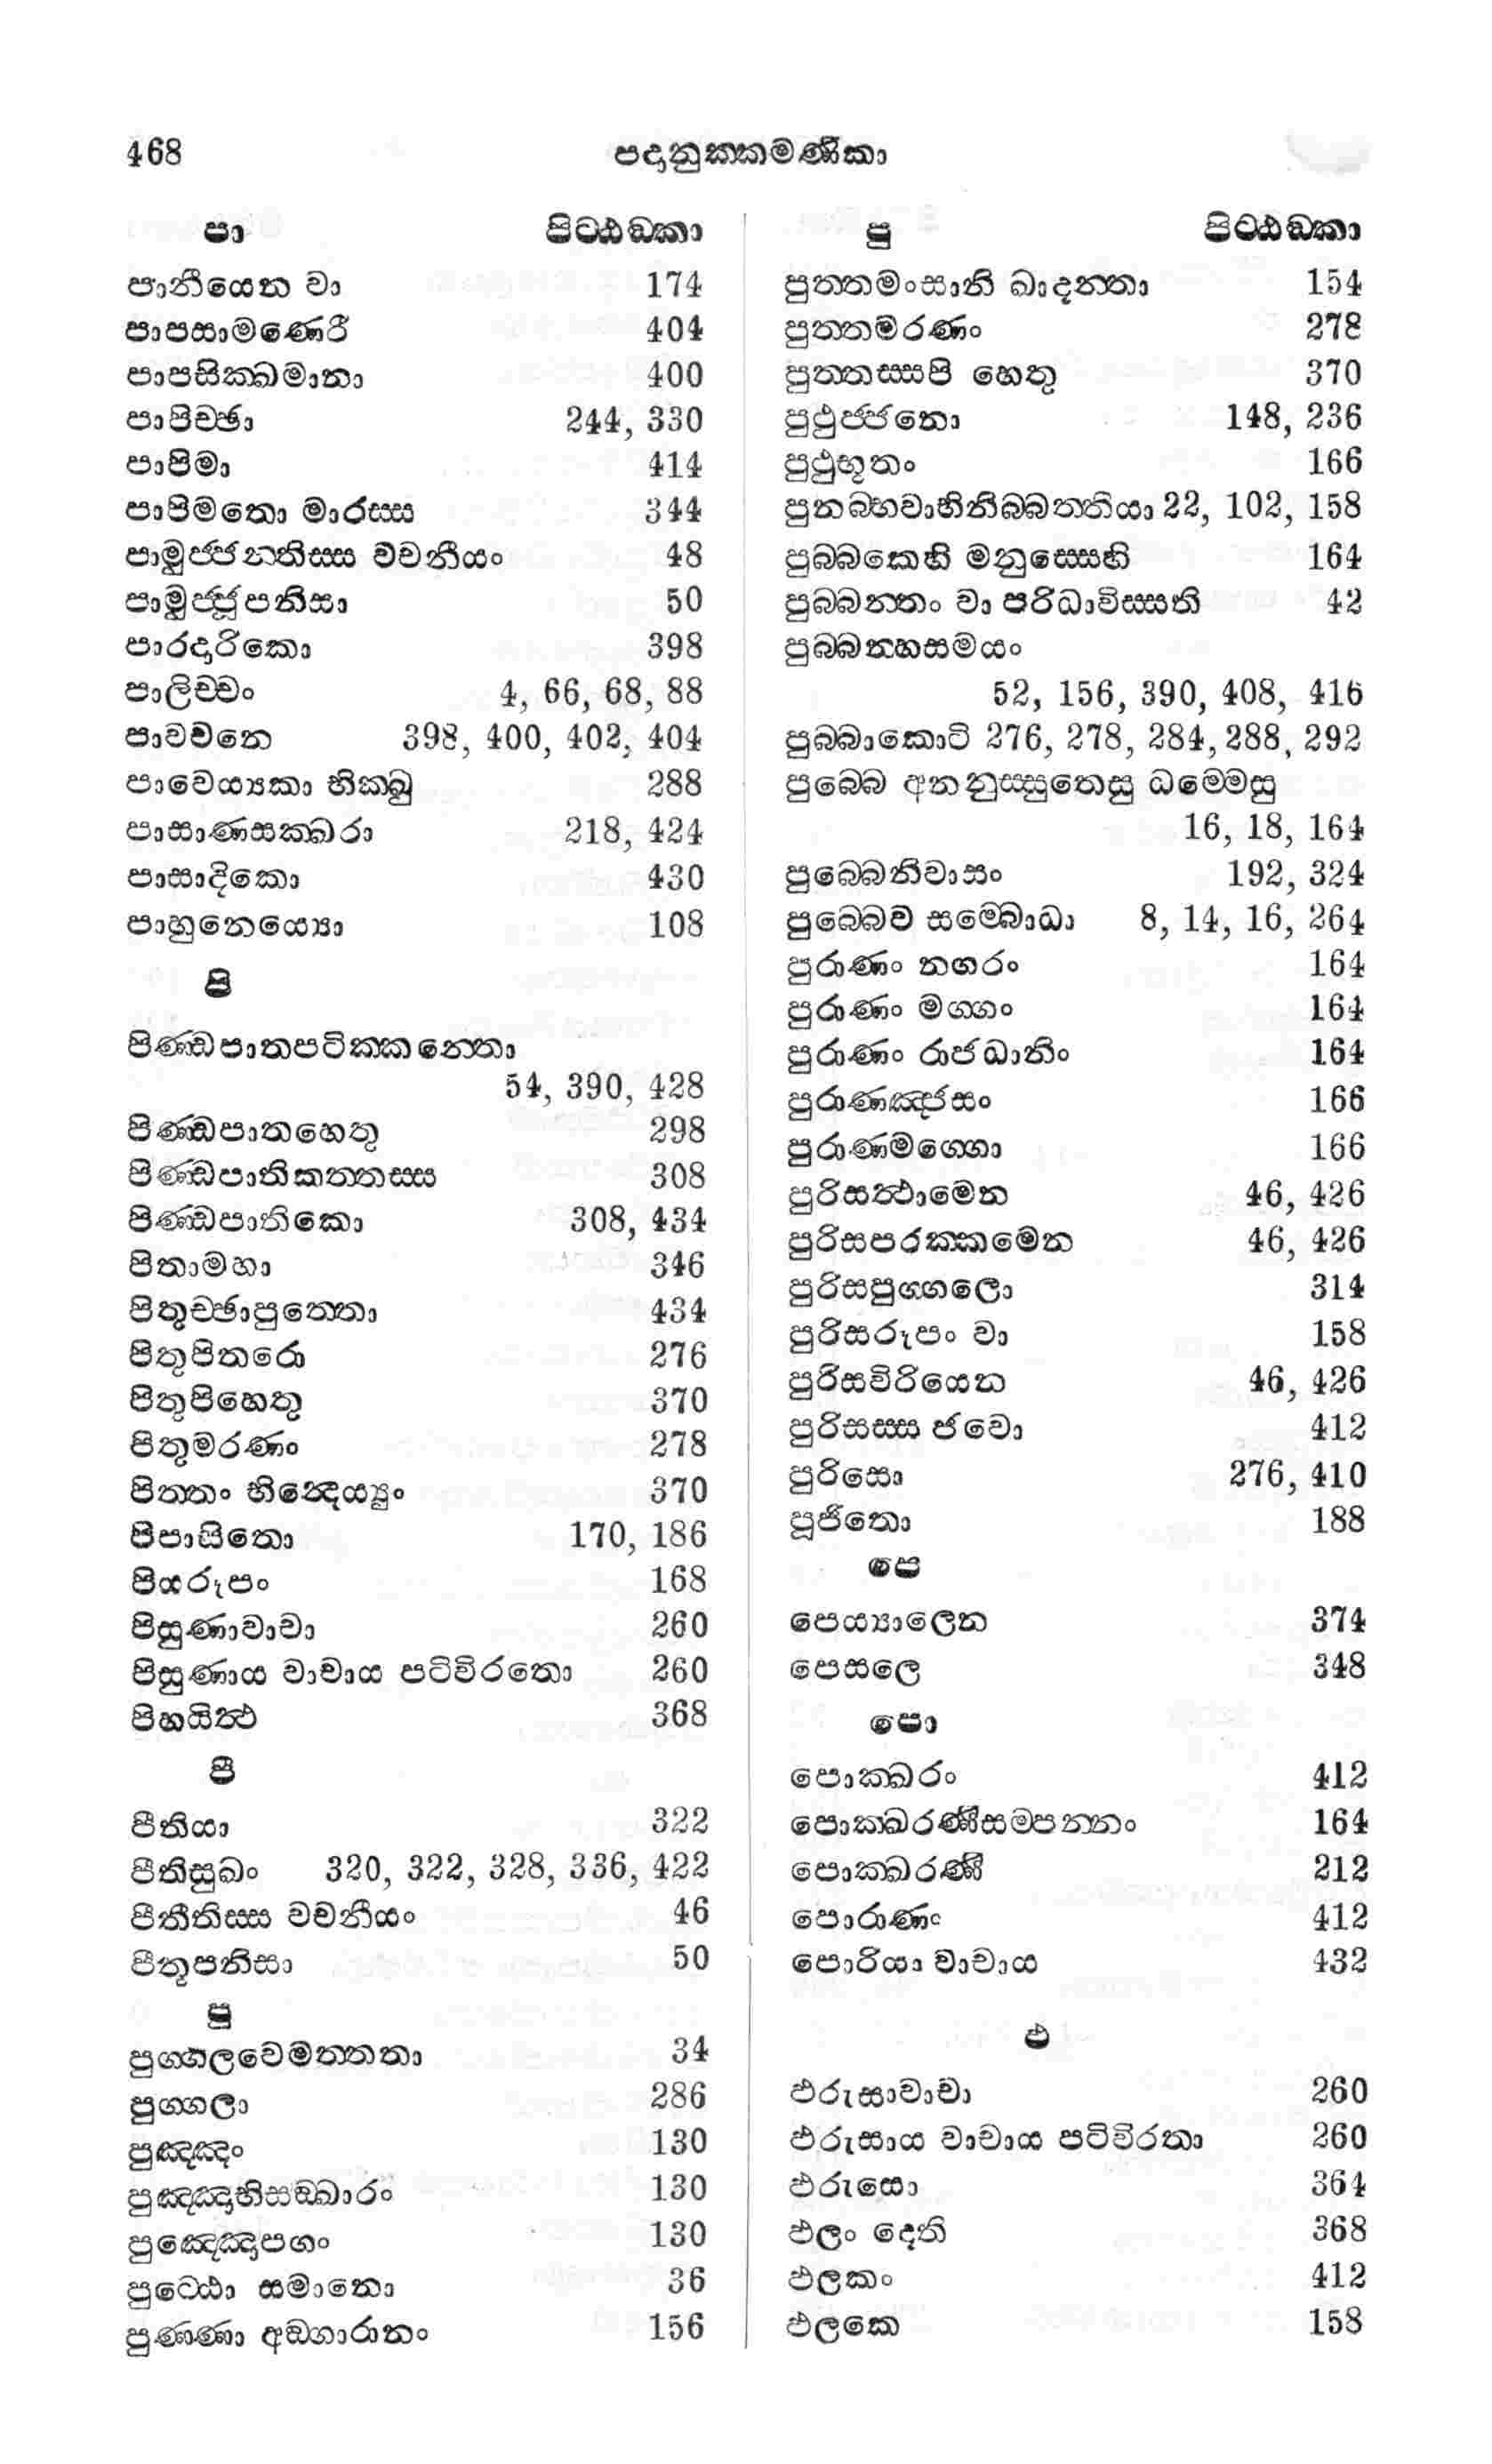 468
පදානුක්කමණිකා
පා පිට්ඨඞ්කා
පානීයෙන වා 174
පාපසාමණෙරී 404
පාපසික්ඛමානා 400
පාපිච්ඡා 244, 330
පාපිමා 414
පාපිමතො මාරස්ස 344
පාමුජ්ජන්තිස්ස වචනීයං 48
පාමුජ්ජූපනිසා 50
පාරදාරිකො 398
පාලිච්චං 4, 66, 68, 88
පාවචනෙ 398, 400, 402, 404
පාවෙය්‍යකා භික්ඛු 288
පාසාණසක්ඛරා 218, 424
පාසාදිකො 430
පාහුනෙය්‍යො 108
පි
පිණ්ඩපාතපටික්කන්තො
54, 390, 428
පිණ්ඩපාතහෙතු 298
පිණ්ඩපාතිකත්තස්ස 308
පිණ්ඩපාතිකො 308, 434
පිතාමහා 346
පිතුච්ඡාපුත්තො 434
පිතුපිතරො 276
පිතුපිහෙතු 370
පිතුමරණං 278
පිත්තං භිඤ්ජෙය්‍යුං 370
පිපාසිතො 170, 186
පියරූපං 168
පිසුණාවාචා 260
පිසුණාය වාචාය පටිවිරතො 260
පිහයිත්ථ 368
පී
පීතියා 322
පීතිසුඛං 320, 322, 328, 336, 422
පීතීතිස්ස වචනීයං 46
පීතූපනිසා 50
පු
පුග්ගලවෙමත්තතා 34
පුග්ගලා 286
පුඤ්ඤං 130
පුඤ්ඤාභිසඞ්ඛාරං 130
පුඤ්ඤොපගං 130
පුට්ඨො සමානො 36
පුණ්ණා අඞ්ගාරානං 156
පු පිට්ඨඞ්කා
පුත්තමංසානි ඛාදන්තා 154
පුත්තමරණං 278
පුත්තස්සපි හෙතු 370
පුථුජ්ජනො 148, 236
පුථුභූතං 166
පුනබ්භවාභිනිබ්බත්තියා 22, 102, 158
පුබ්බකෙහි මනුස්සෙහි 164
පුබ්බන්තං වා පරිධාවිස්සති 42
පුබ්බන්හසමයං
52, 156, 390, 408, 416
පුබ්බාකොටි 276, 278, 284, 288, 292
පුබ්බෙ අනනුස්සුතෙසු ධම්මෙසු
16, 18, 164
පුබ්බෙනිවාසං 192, 324
පුබ්බෙව සම්බොධා 8, 14, 16, 264
පුරාණං නගරං 164
පුරාණං මග්ගං 164
පුරාණං රාජධානිං 164
පුරාණඤ්ජසං 166
පුරාණමග්ගො 166
පුරිසත්ථාමෙන 46, 426
පුරිසපරක්කමෙන 46, 426
පුරිසපුග්ගලො 314
පුරිසරූපං වා 158
පුරිසවිරියෙන 46, 426
පුරිසස්ස ජවො 412
පුරිසො 276, 410
පූජිතො 188
පෙ
පෙය්‍යාලෙන 374
පෙසලෙ 348
පො
පොක්ඛරං 412
පොක්ඛරණීසම්පන්නං 164
පොක්ඛරණී 212
පොරාණං 412
පොරියා වාචාය 432
ඵ
ඵරුසාවාචා 260
ඵරුසාය වාචාය පටිවිරතා 260
ඵරුසො 364
ඵලං දෙති 368
ඵලකං 412
ඵලකෙ 158